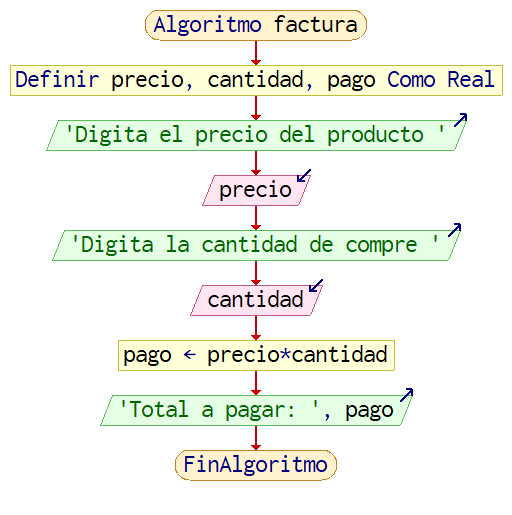 Algoritmo factura
Definir precio, cantidad, pago Como Real
'Digita el precio del producto '
precio
'Digita la cantidad de compre '
cantidad
pago ← precio*cantidad
'Total a pagar: ', pago
FinAlgoritmo